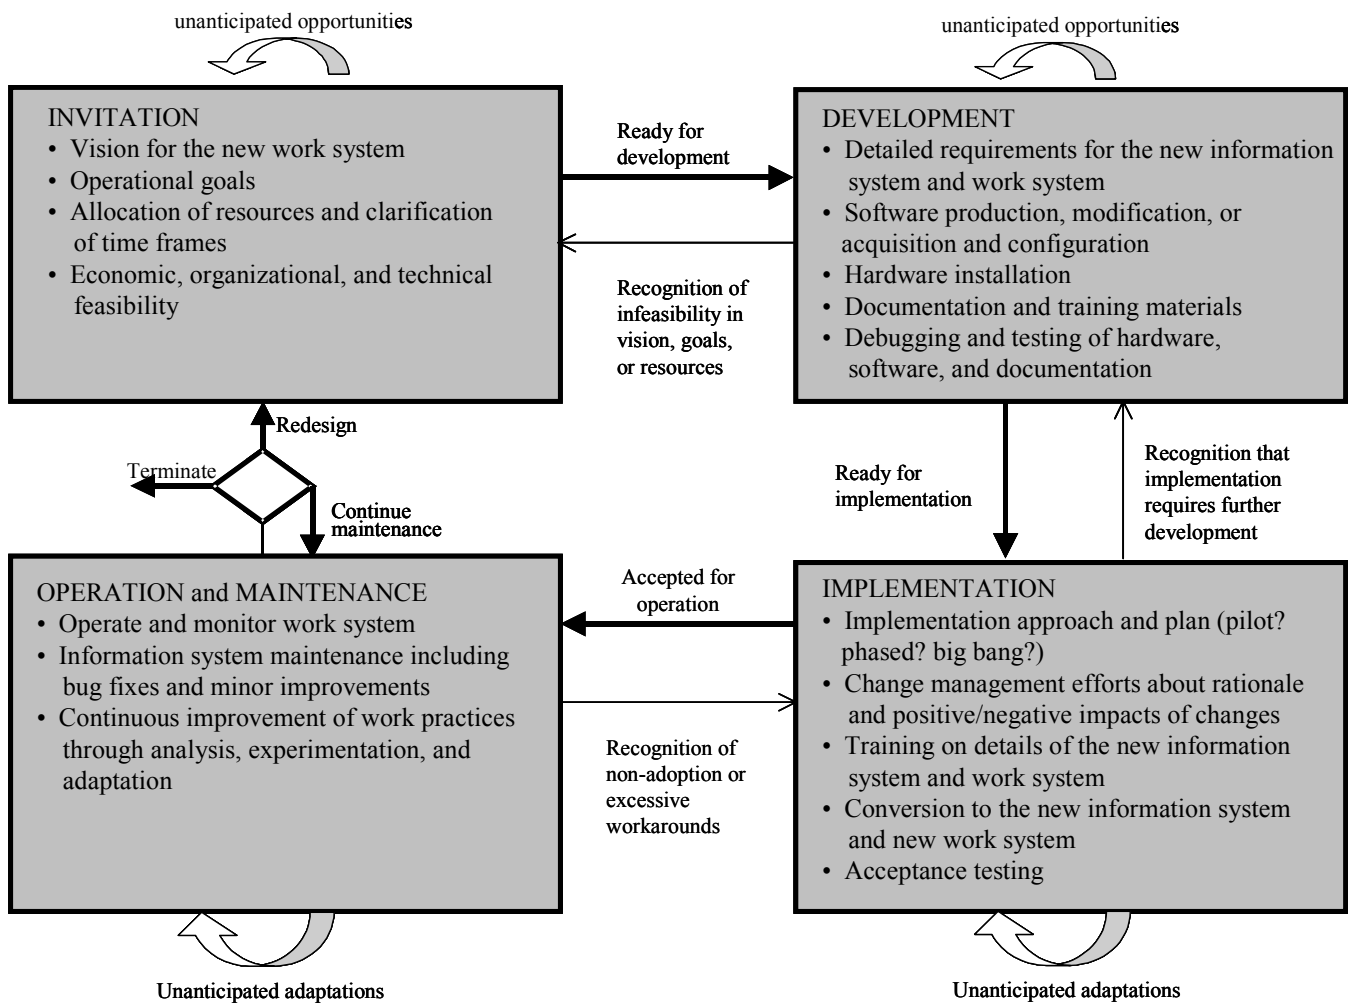 unanticipated opportunities
unanticipated opportunities
INVITATION
• Vision for the new work system
• Operational goals
• Allocation of resources and clarification
of time frames
• Economic, organizational, and technical
feasibility
Ready for
development
Recognition of
infeasibility in
vision, goals,
or resources
DEVELOPMENT
• Detailed requirements for the new information
system and work system
• Software production, modification, or
acquisition and configuration
• Hardware installation
• Documentation and training materials
• Debugging and testing of hardware,
software, and documentation
Redesign
Terminate
Continue
maintenance
Ready for
implementation
Recognition that
implementation
requires further
development
OPERATION and MAINTENANCE
• Operate and monitor work system
• Information system maintenance including
bug fixes and minor improvements
• Continuous improvement of work practices
through analysis, experimentation, and
adaptation
Accepted for
operation
Recognition of
non-adoption or
excessive
workarounds
IMPLEMENTATION
• Implementation approach and plan (pilot?
phased? big bang?)
• Change management efforts about rationale
and positive/negative impacts of changes
• Training on details of the new information
system and work system
• Conversion to the new information system
and new work system
• Acceptance testing
Unanticipated adaptations
Unanticipated adaptations